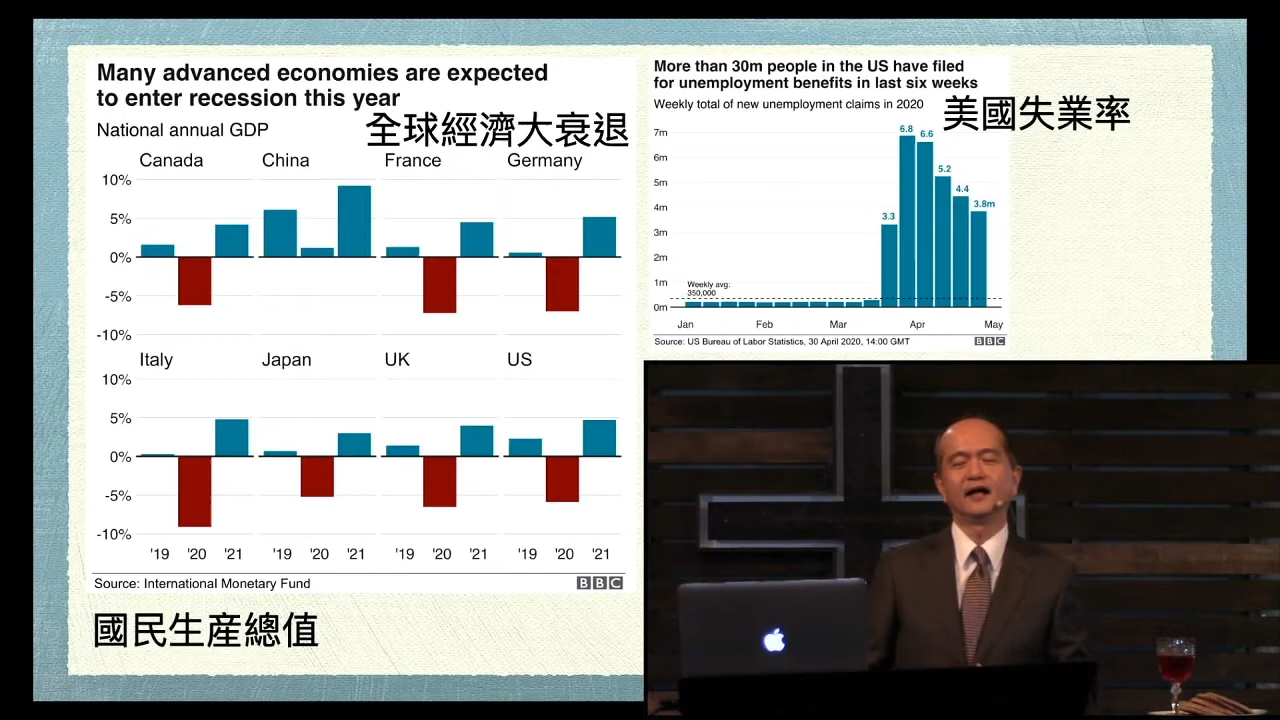 Many advanced economies are expected
to enter recession this year
全球經濟大衰退
National annual GDP
Canada China France Germany
10%
5%
0%
-5%
-10%
Italy Japan UK US
10%
5%
0%
-5%
-10%
'19 '20 '21 '19 '20 '21 '19 '20 '21 '19 '20 '21
Source: International Monetary Fund
BBC
國民生產總值
More than 30m people in the US have filed
for unemployment benefits in last six weeks
Weekly total of new unemployment claims in 2020
美國失業率
7m
6m
5m
4m
3m
2m
1m
0m
6.8
6.6
5.2
4.4
3.8m
3.3
Weekly avg:
350,000
Jan Feb Mar Apr May
Source: US Bureau of Labor Statistics, 30 April 2020, 14:00 GMT
BBC